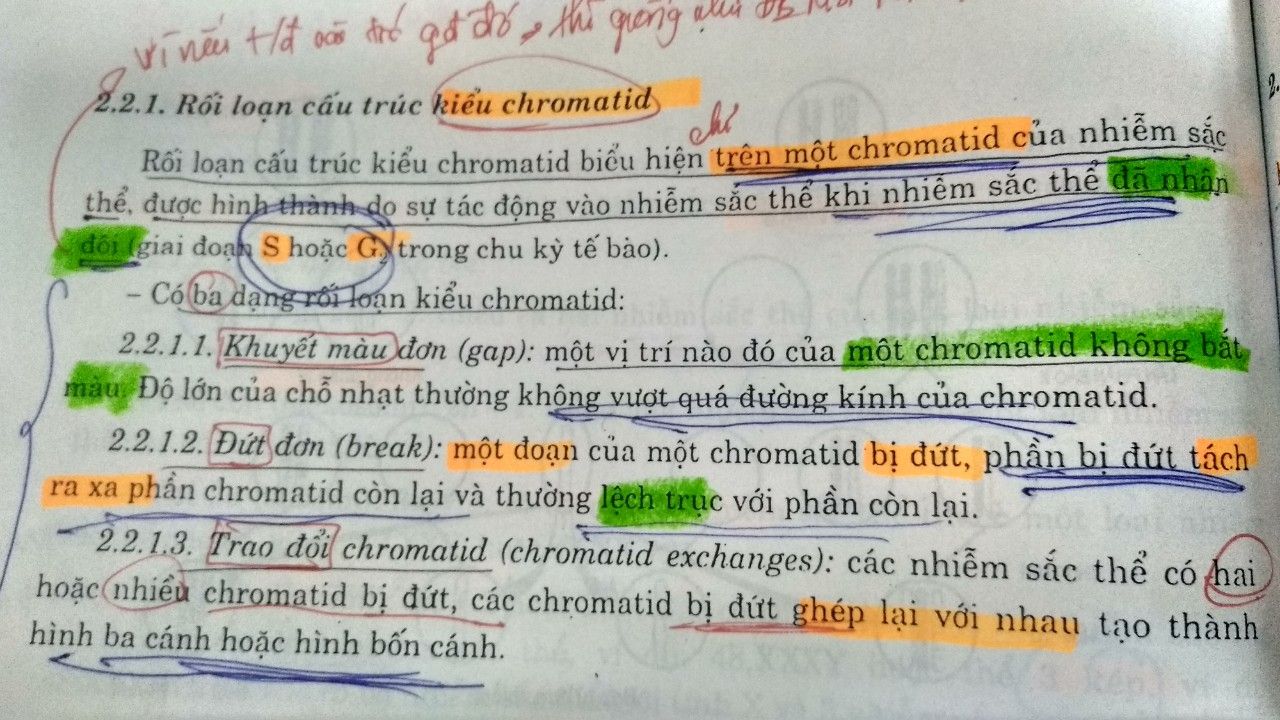 vì nếu t/đ vào trớ gđ đó, thì giống như
2.2.1. Rối loạn cấu trúc kiểu chromatid
chỉ
Rối loạn cấu trúc kiểu chromatid biểu hiện trên một chromatid của nhiễm sắc
thể, được hình thành do sự tác động vào nhiễm sắc thể khi nhiễm sắc thể đã nhân
đôi (giai đoạn S hoặc G₂ trong chu kỳ tế bào).
– Có ba dạng rối loạn kiểu chromatid:
2.2.1.1. Khuyết màu đơn (gap): một vị trí nào đó của một chromatid không bắt
màu. Độ lớn của chỗ nhạt thường không vượt quá đường kính của chromatid.
2.2.1.2. Đứt đơn (break): một đoạn của một chromatid bị đứt, phần bị đứt tách
ra xa phần chromatid còn lại và thường lệch trục với phần còn lại.
2.2.1.3. Trao đổi chromatid (chromatid exchanges): các nhiễm sắc thể có hai
hoặc nhiều chromatid bị đứt, các chromatid bị đứt ghép lại với nhau tạo thành
hình ba cánh hoặc hình bốn cánh.